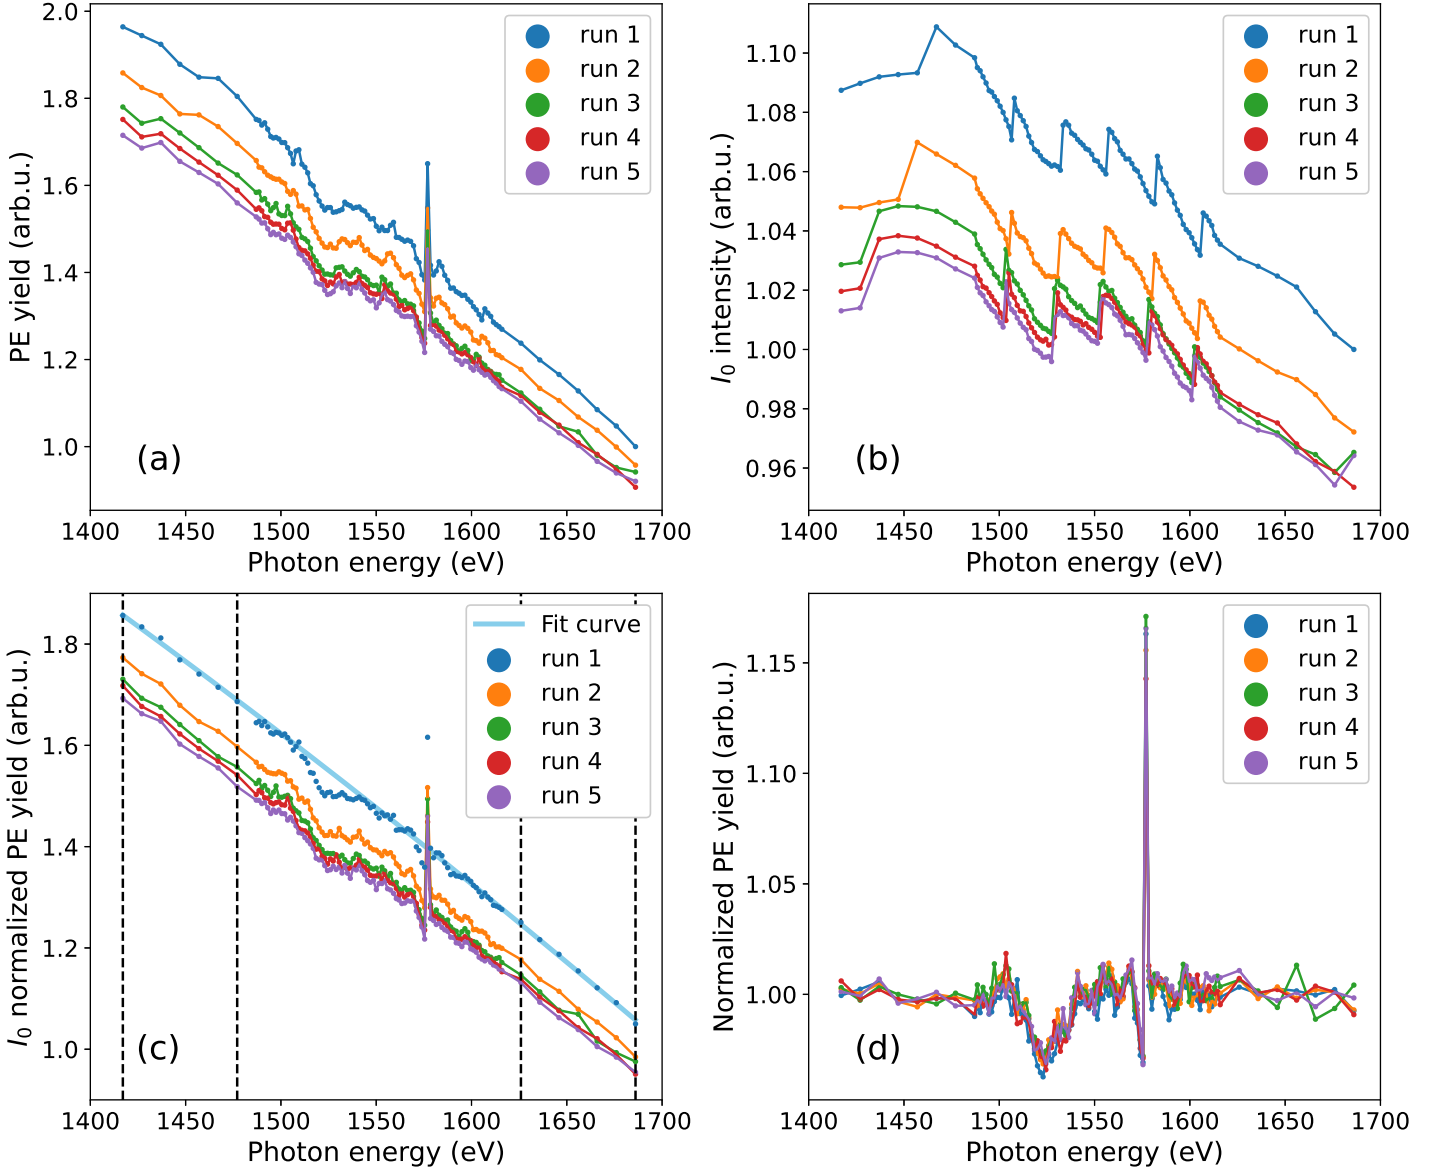 2.0
1.8
1.6
1.4
1.2
1.0
PE yield (arb.u.)
run 1
run 2
run 3
run 4
run 5
(a)
1400 1450 1500 1550 1600 1650 1700
Photon energy (eV)
1.10
1.08
1.06
1.04
1.02
1.00
0.98
0.96
I0 intensity (arb.u.)
run 1
run 2
run 3
run 4
run 5
(b)
1400 1450 1500 1550 1600 1650 1700
Photon energy (eV)
1.8
1.6
1.4
1.2
1.0
I0 normalized PE yield (arb.u.)
Fit curve
run 1
run 2
run 3
run 4
run 5
(c)
1400 1450 1500 1550 1600 1650 1700
Photon energy (eV)
1.15
1.10
1.05
1.00
Normalized PE yield (arb.u.)
run 1
run 2
run 3
run 4
run 5
(d)
1400 1450 1500 1550 1600 1650 1700
Photon energy (eV)